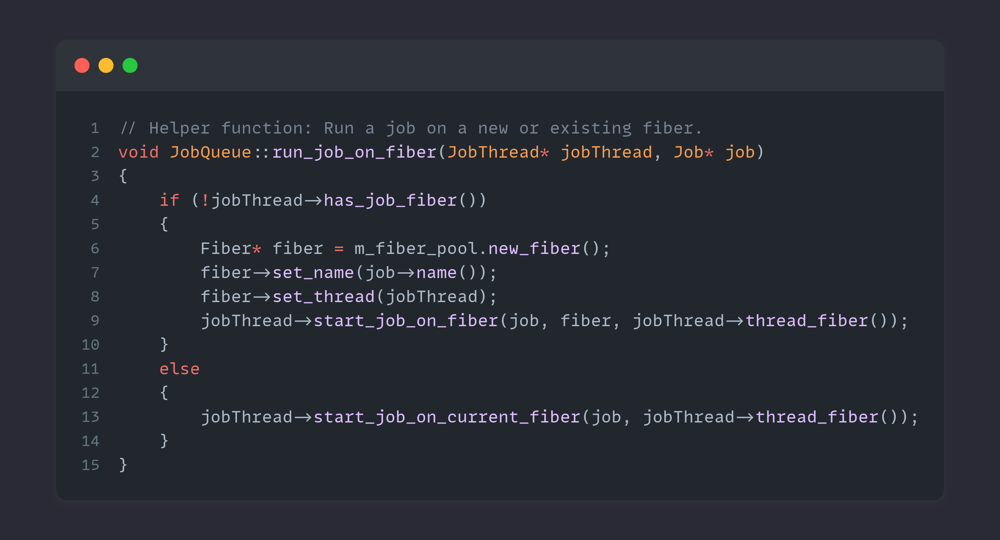 1 // Helper function: Run a job on a new or existing fiber.
2 void JobQueue::run_job_on_fiber(JobThread* jobThread, Job* job)
3 {
4     if (!jobThread->has_job_fiber())
5     {
6         Fiber* fiber = m_fiber_pool.new_fiber();
7         fiber->set_name(job->name());
8         fiber->set_thread(jobThread);
9         jobThread->start_job_on_fiber(job, fiber, jobThread->thread_fiber());
10     }
11     else
12     {
13         jobThread->start_job_on_current_fiber(job, jobThread->thread_fiber());
14     }
15 }